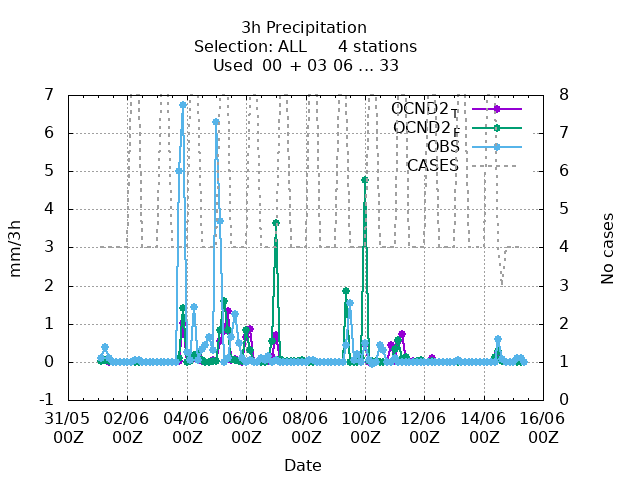 3h Precipitation
Selection: ALL 4 stations
Used 00 + 03 06 ... 33
7 8
OCND2_T
6 7
OCND2_F
OBS
5 6
CASES
4 5
3 4
2 3
1 2
0 1
-1 0
mm/3h
No cases
31/05 02/06 04/06 06/06 08/06 10/06 12/06 14/06 16/06
00Z 00Z 00Z 00Z 00Z 00Z 00Z 00Z 00Z
Date